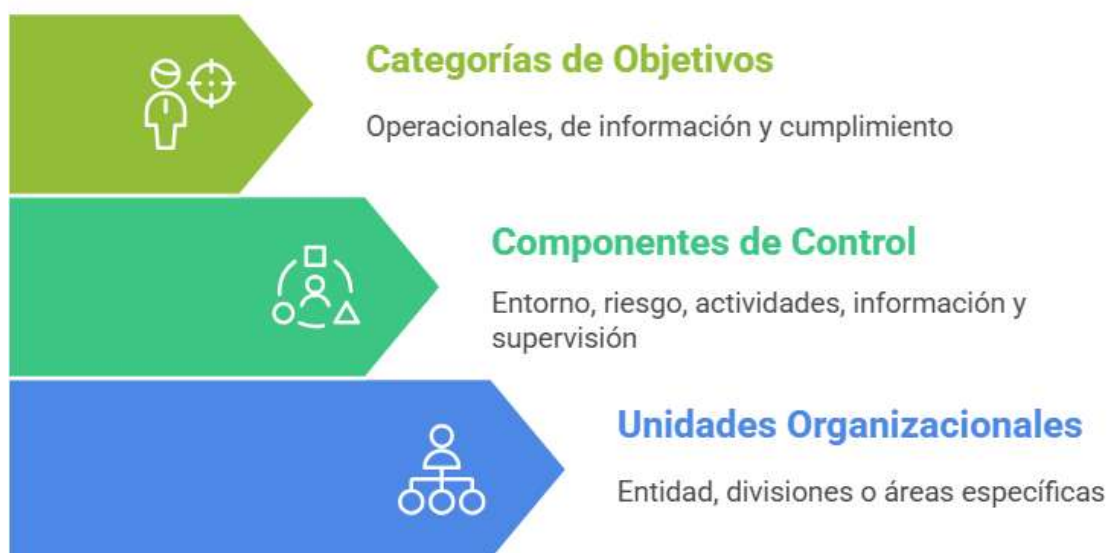 Categorías de Objetivos
Operacionales, de información y cumplimiento
Componentes de Control
Entorno, riesgo, actividades, información y
supervisión
Unidades Organizacionales
Entidad, divisiones o áreas específicas